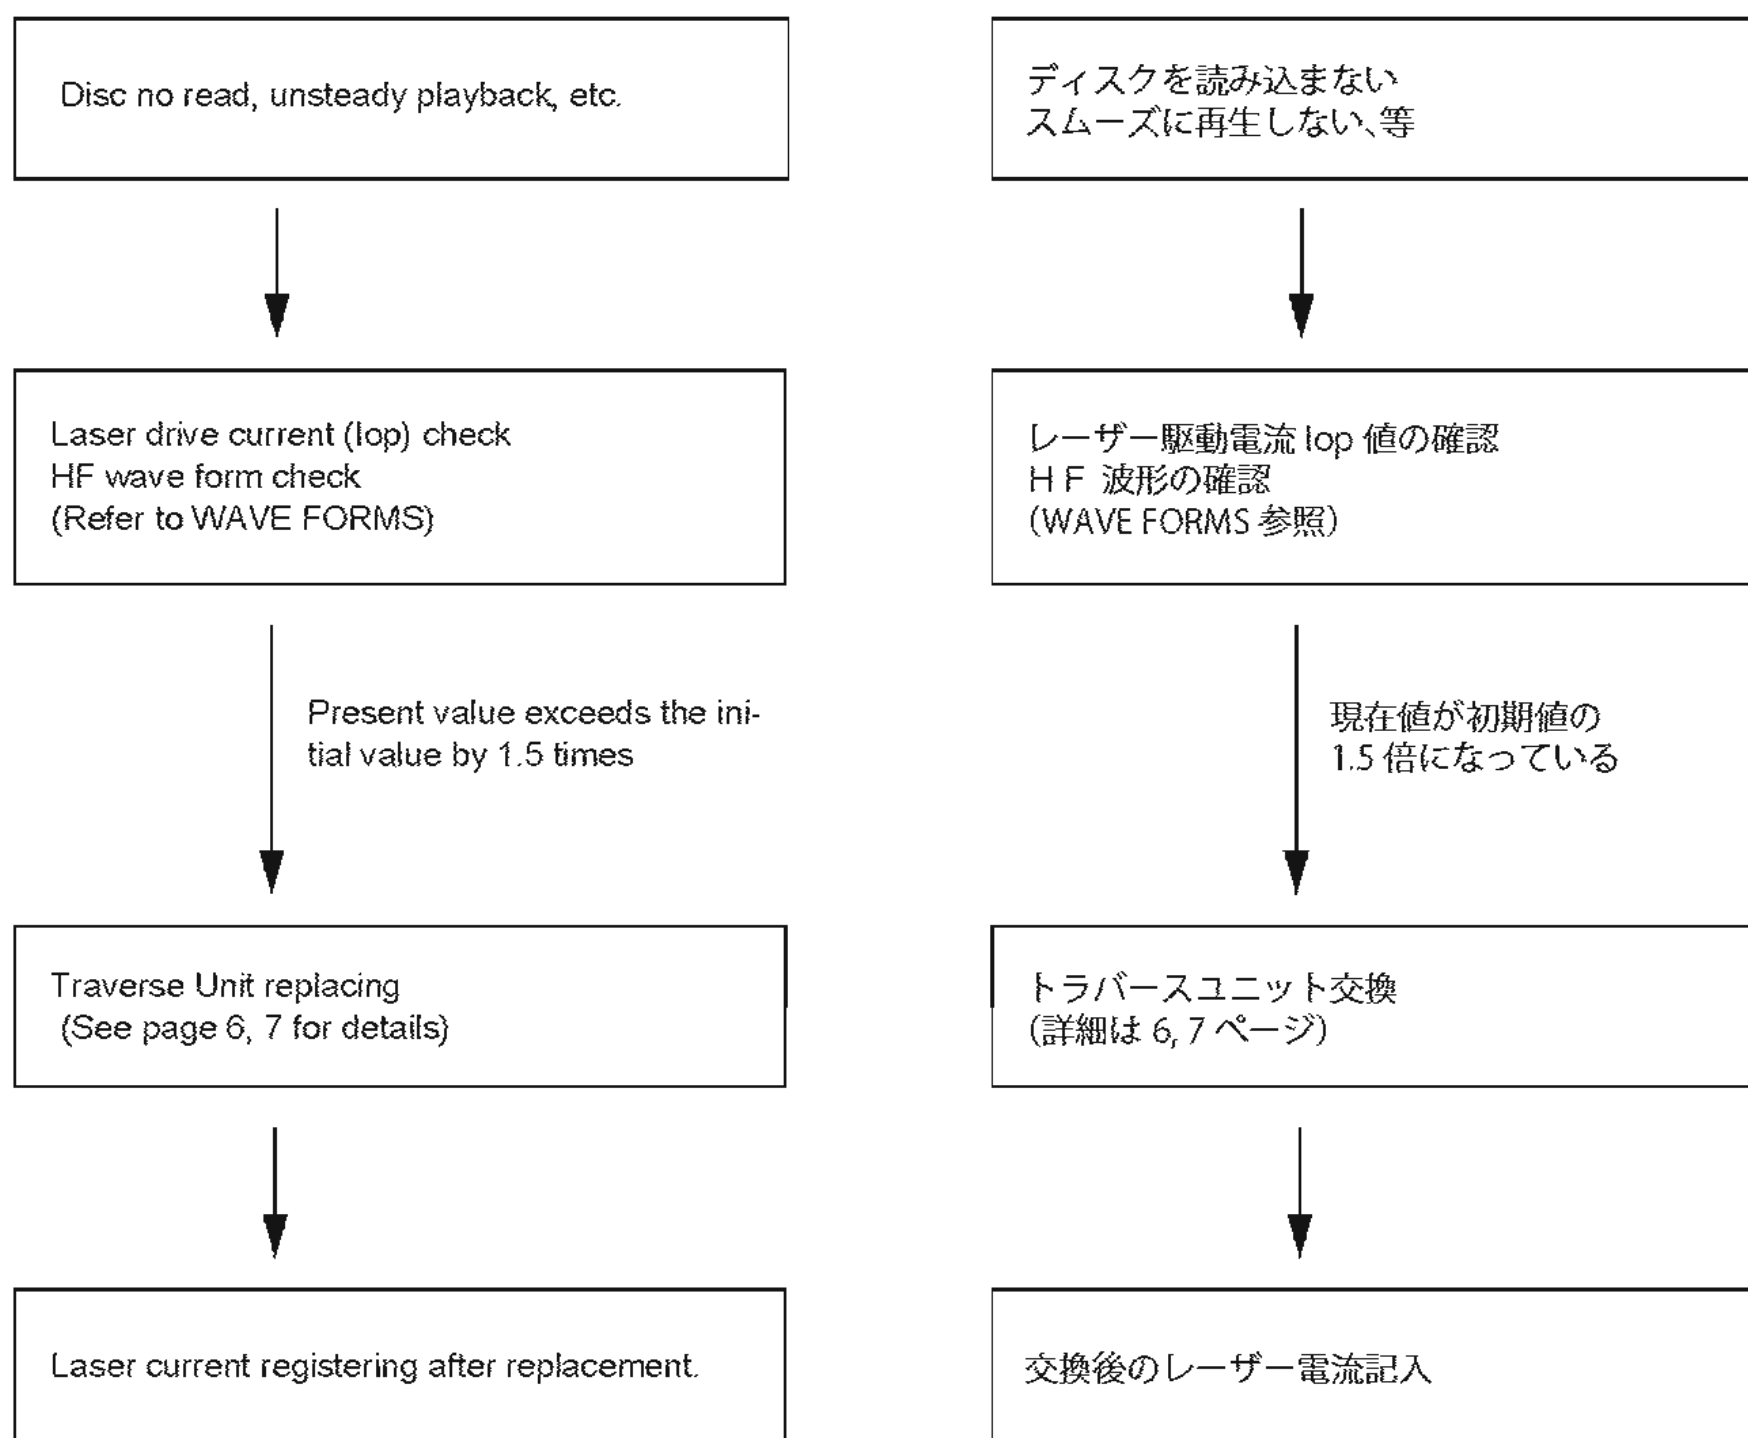 Disc no read, unsteady playback, etc.
Laser drive current (Iop) check
HF wave form check
(Refer to WAVE FORMS)
Present value exceeds the ini-
tial value by 1.5 times
Traverse Unit replacing
(See page 6, 7 for details)
Laser current registering after replacement.
ディスクを読み込まない
スムーズに再生しない、等
レーザー駆動電流 Iop 値の確認
ＨＦ 波形の確認
（WAVE FORMS 参照）
現在値が初期値の
1.5 倍になっている
トラバースユニット交換
（詳細は 6, 7 ページ）
交換後のレーザー電流記入